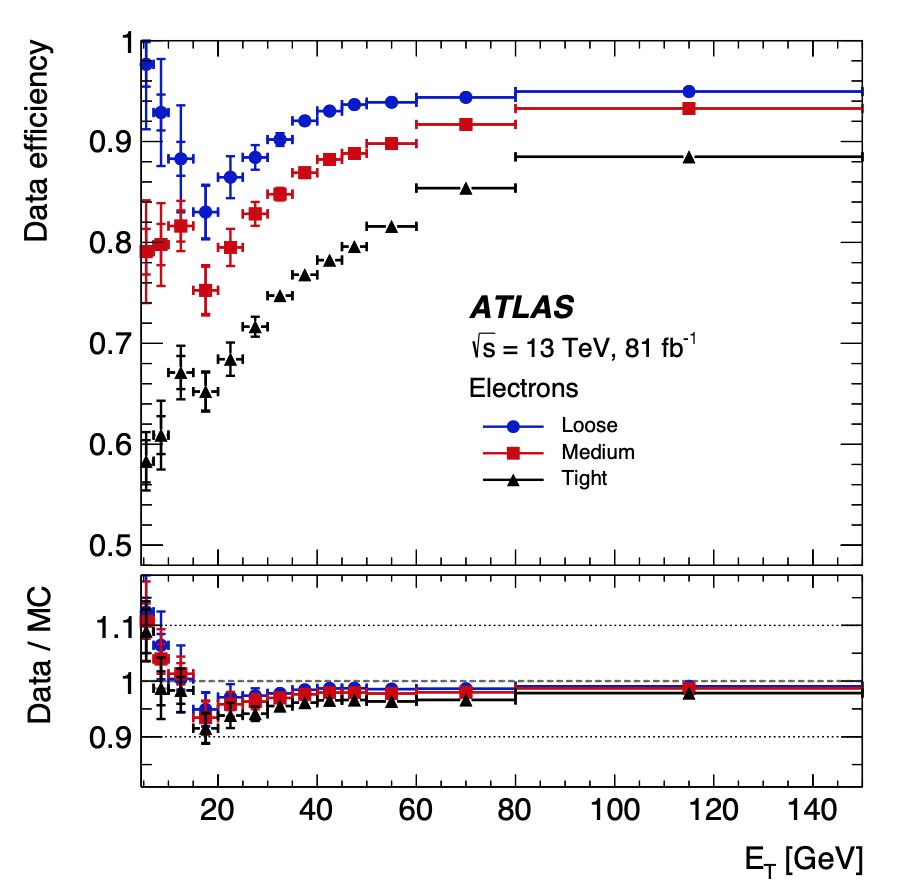 Data efficiency
1
0.9
0.8
0.7
0.6
0.5
ATLAS
√s = 13 TeV, 81 fb⁻¹
Electrons
Loose
Medium
Tight
Data / MC
1.1
1
0.9
20 40 60 80 100 120 140
E_T [GeV]